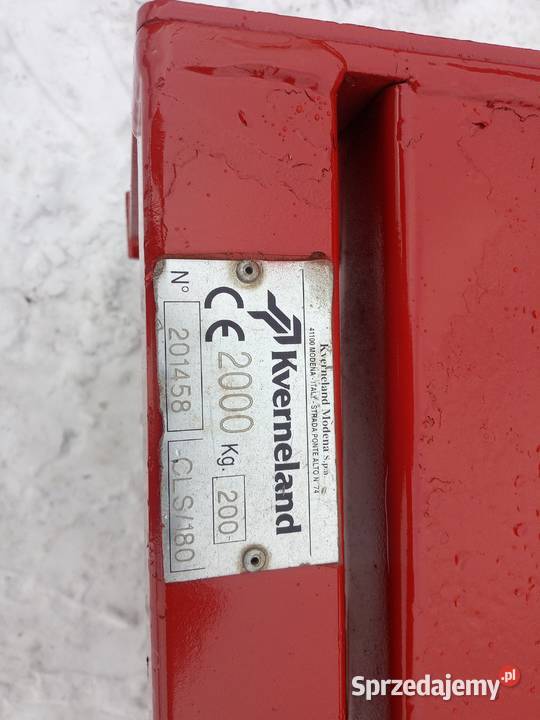 Kverneland Modena S.p.a.
41100 MODENA - ITALY - STRADA PONTE ALTO N°74
Kverneland
CE 2000 Kg 200
N° 201458 CLS/180
Sprzedajemy.pl